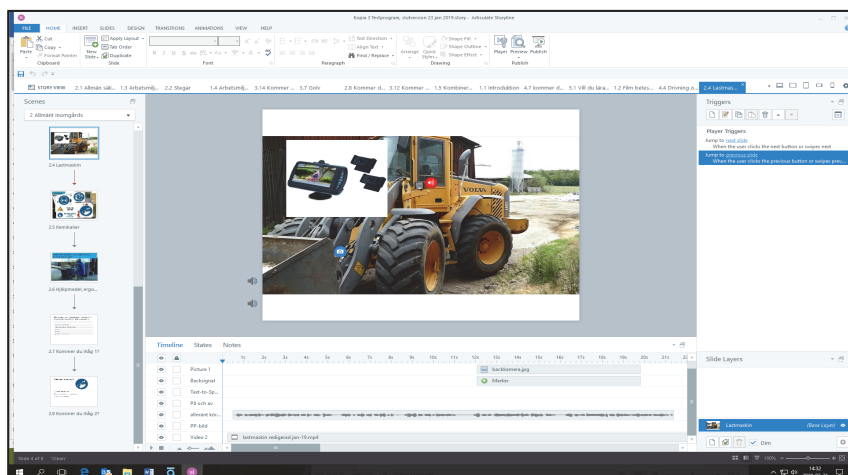 Kopia 3 Testprogram, slutversion 23 jan 2019.story - Articulate Storyline
FILE HOME INSERT SLIDES DESIGN TRANSITIONS ANIMATIONS VIEW HELP
Cut
Copy
Format Painter
Paste
Clipboard
New Slide
Apply Layout
Tab Order
Duplicate
Slide
Font
Text Direction
Align Text
Find / Replace
Paragraph
Arrange
Quick Styles
Shape Fill
Shape Outline
Shape Effect
Drawing
Player Preview Publish
Publish
STORY VIEW 2.1 Allmän säk... 1.3 Arbetsmilj... 2.2 Stegar 1.4 Arbetsmilj... 3.14 Kommer ... 3.7 Golv 2.8 Kommer d... 3.12 Kommer ... 1.5 Kombiner... 1.1 Introduktion 4.7 kommer d... 5.1 Vill du lära... 1.2 Film betes... 4.4 Drivning o... 2.4 Lastmas...
Scenes
2 Allmänt inomgårds
2.4 Lastmaskin
2.5 Kemikalier
2.6 Hjälpmedel, ergo...
2.7 Kommer du ihåg 1?
2.8 Kommer du ihåg 2?
VOLVO
Triggers
Player Triggers
Jump to next slide
When the user clicks the next button or swipes next
Jump to previous slide
When the user clicks the previous button or swipes prev...
Timeline States Notes
1s 2s 3s 4s 5s 6s 7s 8s 9s 10s 11s 12s 13s 14s 15s 16s 17s 18s 19s 20s 21s 22
Picture 1
backkamera.jpg
Backsignal
Marker
Text-to-Sp...
På och av
allmänt kor...
PP-bild
Video 2
lastmaskin redigerad jan-19.mp4
Slide Layers
Lastmaskin (Base Layer)
Dim
Slide 4 of 8 "Clean"
100%
14:32